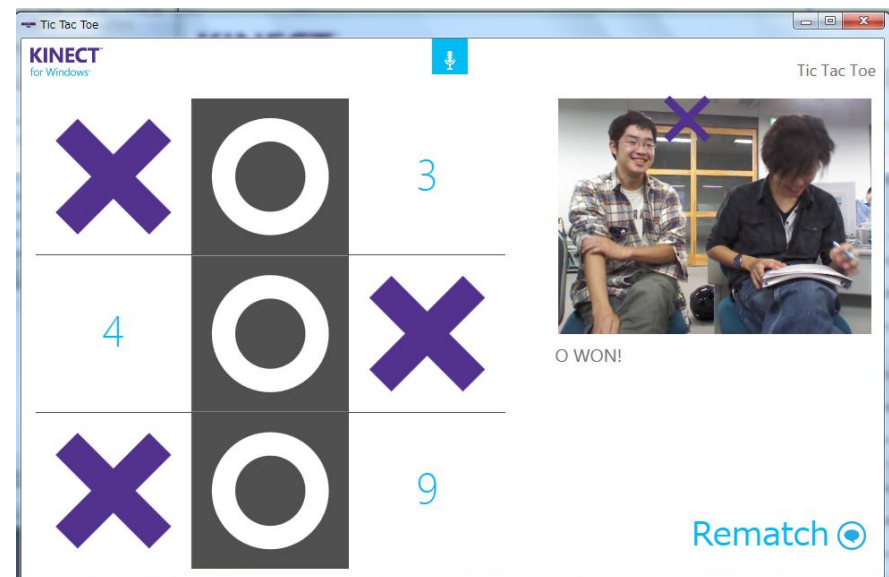 Tic Tac Toe
KINECT
for Windows
Tic Tac Toe
3
4
O WON!
9
Rematch